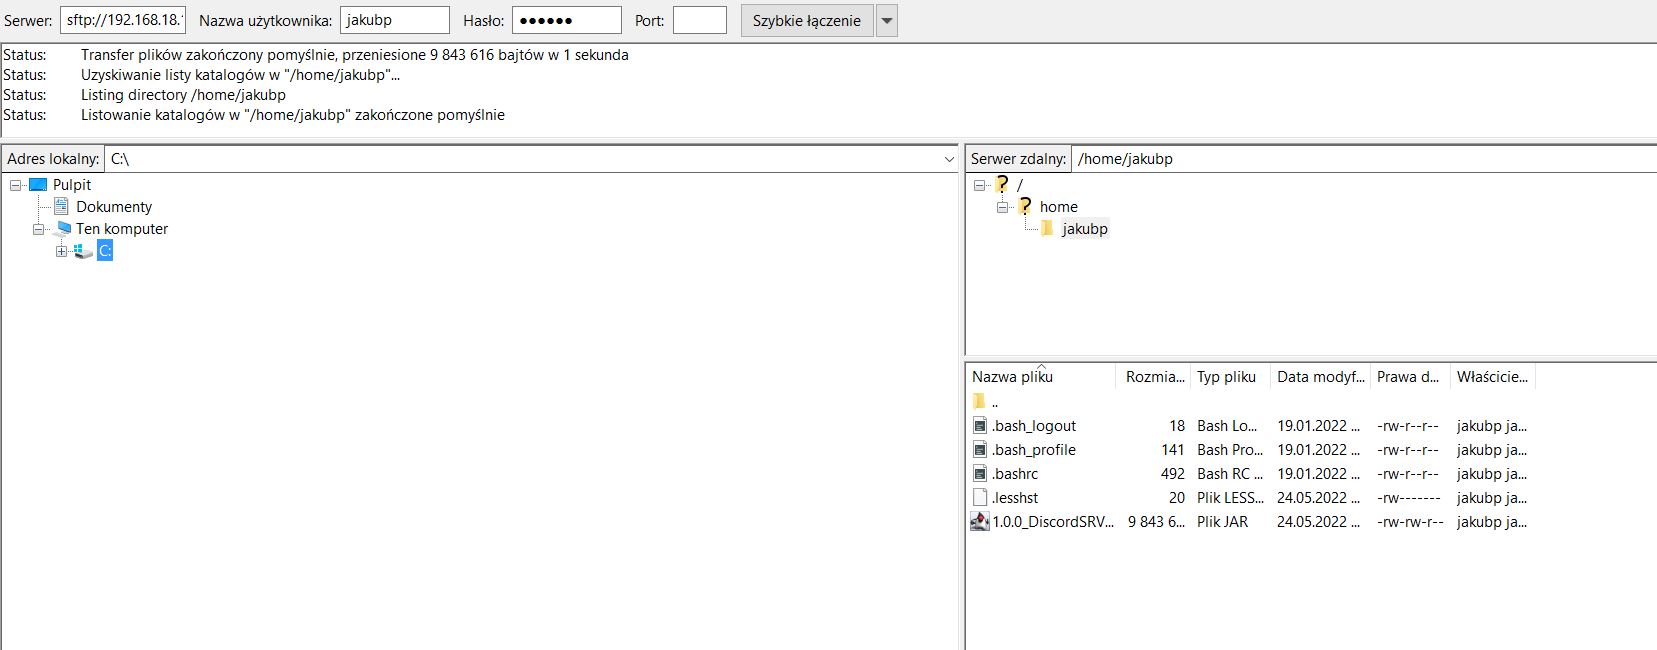 Serwer: sftp://192.168.18. Nazwa użytkownika: jakubp Hasło: ●●●●●● Port: Szybkie łączenie
Status: Transfer plików zakończony pomyślnie, przeniesione 9 843 616 bajtów w 1 sekunda
Status: Uzyskiwanie listy katalogów w "/home/jakubp"...
Status: Listing directory /home/jakubp
Status: Listowanie katalogów w "/home/jakubp" zakończone pomyślnie
Adres lokalny: C:\
Pulpit
Dokumenty
Ten komputer
C:
Serwer zdalny: /home/jakubp
/
home
jakubp
Nazwa pliku Rozmia... Typ pliku Data modyf... Prawa d... Właścicie...
..
.bash_logout 18 Bash Lo... 19.01.2022 ... -rw-r--r-- jakubp ja...
.bash_profile 141 Bash Pro... 19.01.2022 ... -rw-r--r-- jakubp ja...
.bashrc 492 Bash RC ... 19.01.2022 ... -rw-r--r-- jakubp ja...
.lesshst 20 Plik LESS... 24.05.2022 ... -rw------- jakubp ja...
1.0.0_DiscordSRV... 9 843 6... Plik JAR 24.05.2022 ... -rw-rw-r-- jakubp ja...